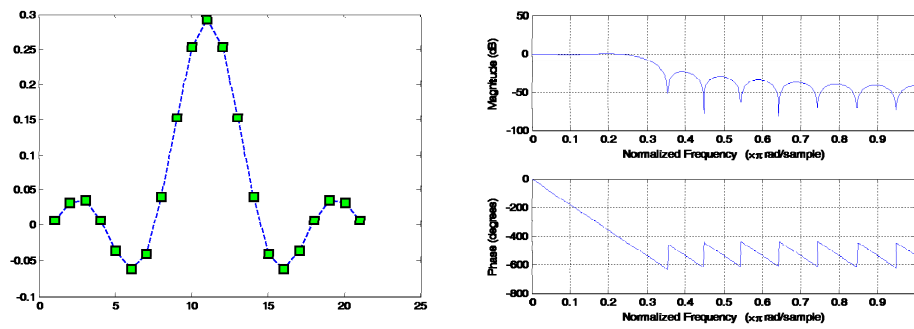 0.3
0.25
0.2
0.15
0.1
0.05
0
-0.05
-0.1
0 5 10 15 20 25
Magnitude (dB)
50
0
-50
-100
0 0.1 0.2 0.3 0.4 0.5 0.6 0.7 0.8 0.9
Normalized Frequency (×π rad/sample)
Phase (degrees)
0
-200
-400
-600
-800
0 0.1 0.2 0.3 0.4 0.5 0.6 0.7 0.8 0.9
Normalized Frequency (×π rad/sample)